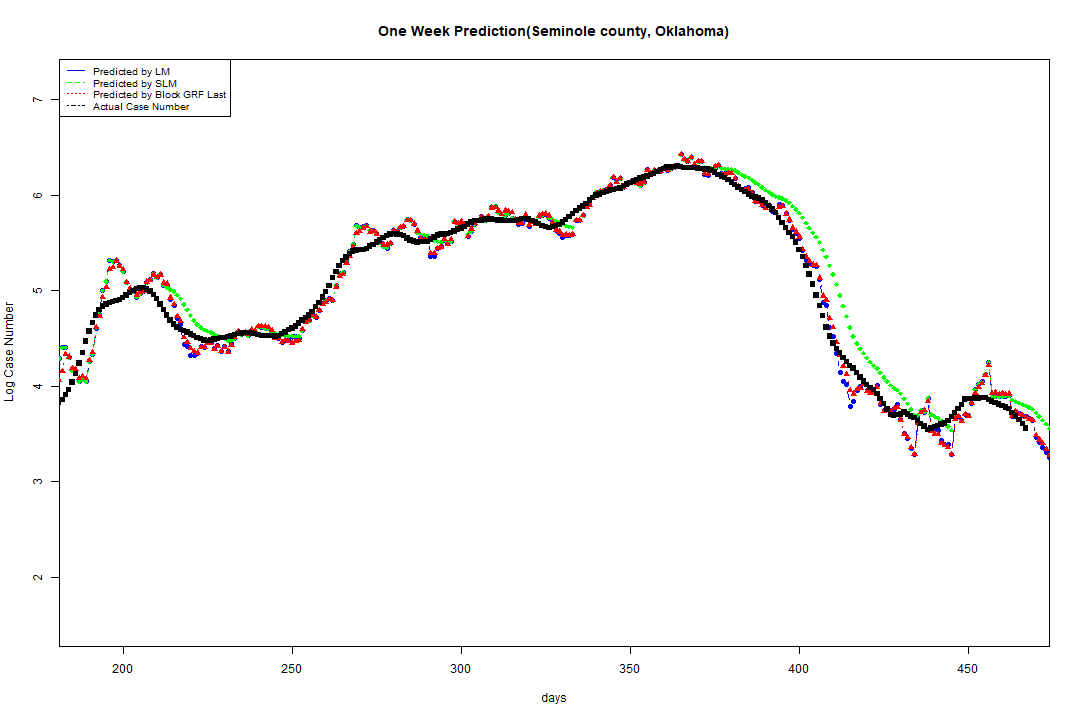 One Week Prediction(Seminole county, Oklahoma)
Predicted by LM
Predicted by SLM
Predicted by Block GRF Last
Actual Case Number
7
6
5
4
3
2
Log Case Number
200 250 300 350 400 450
days